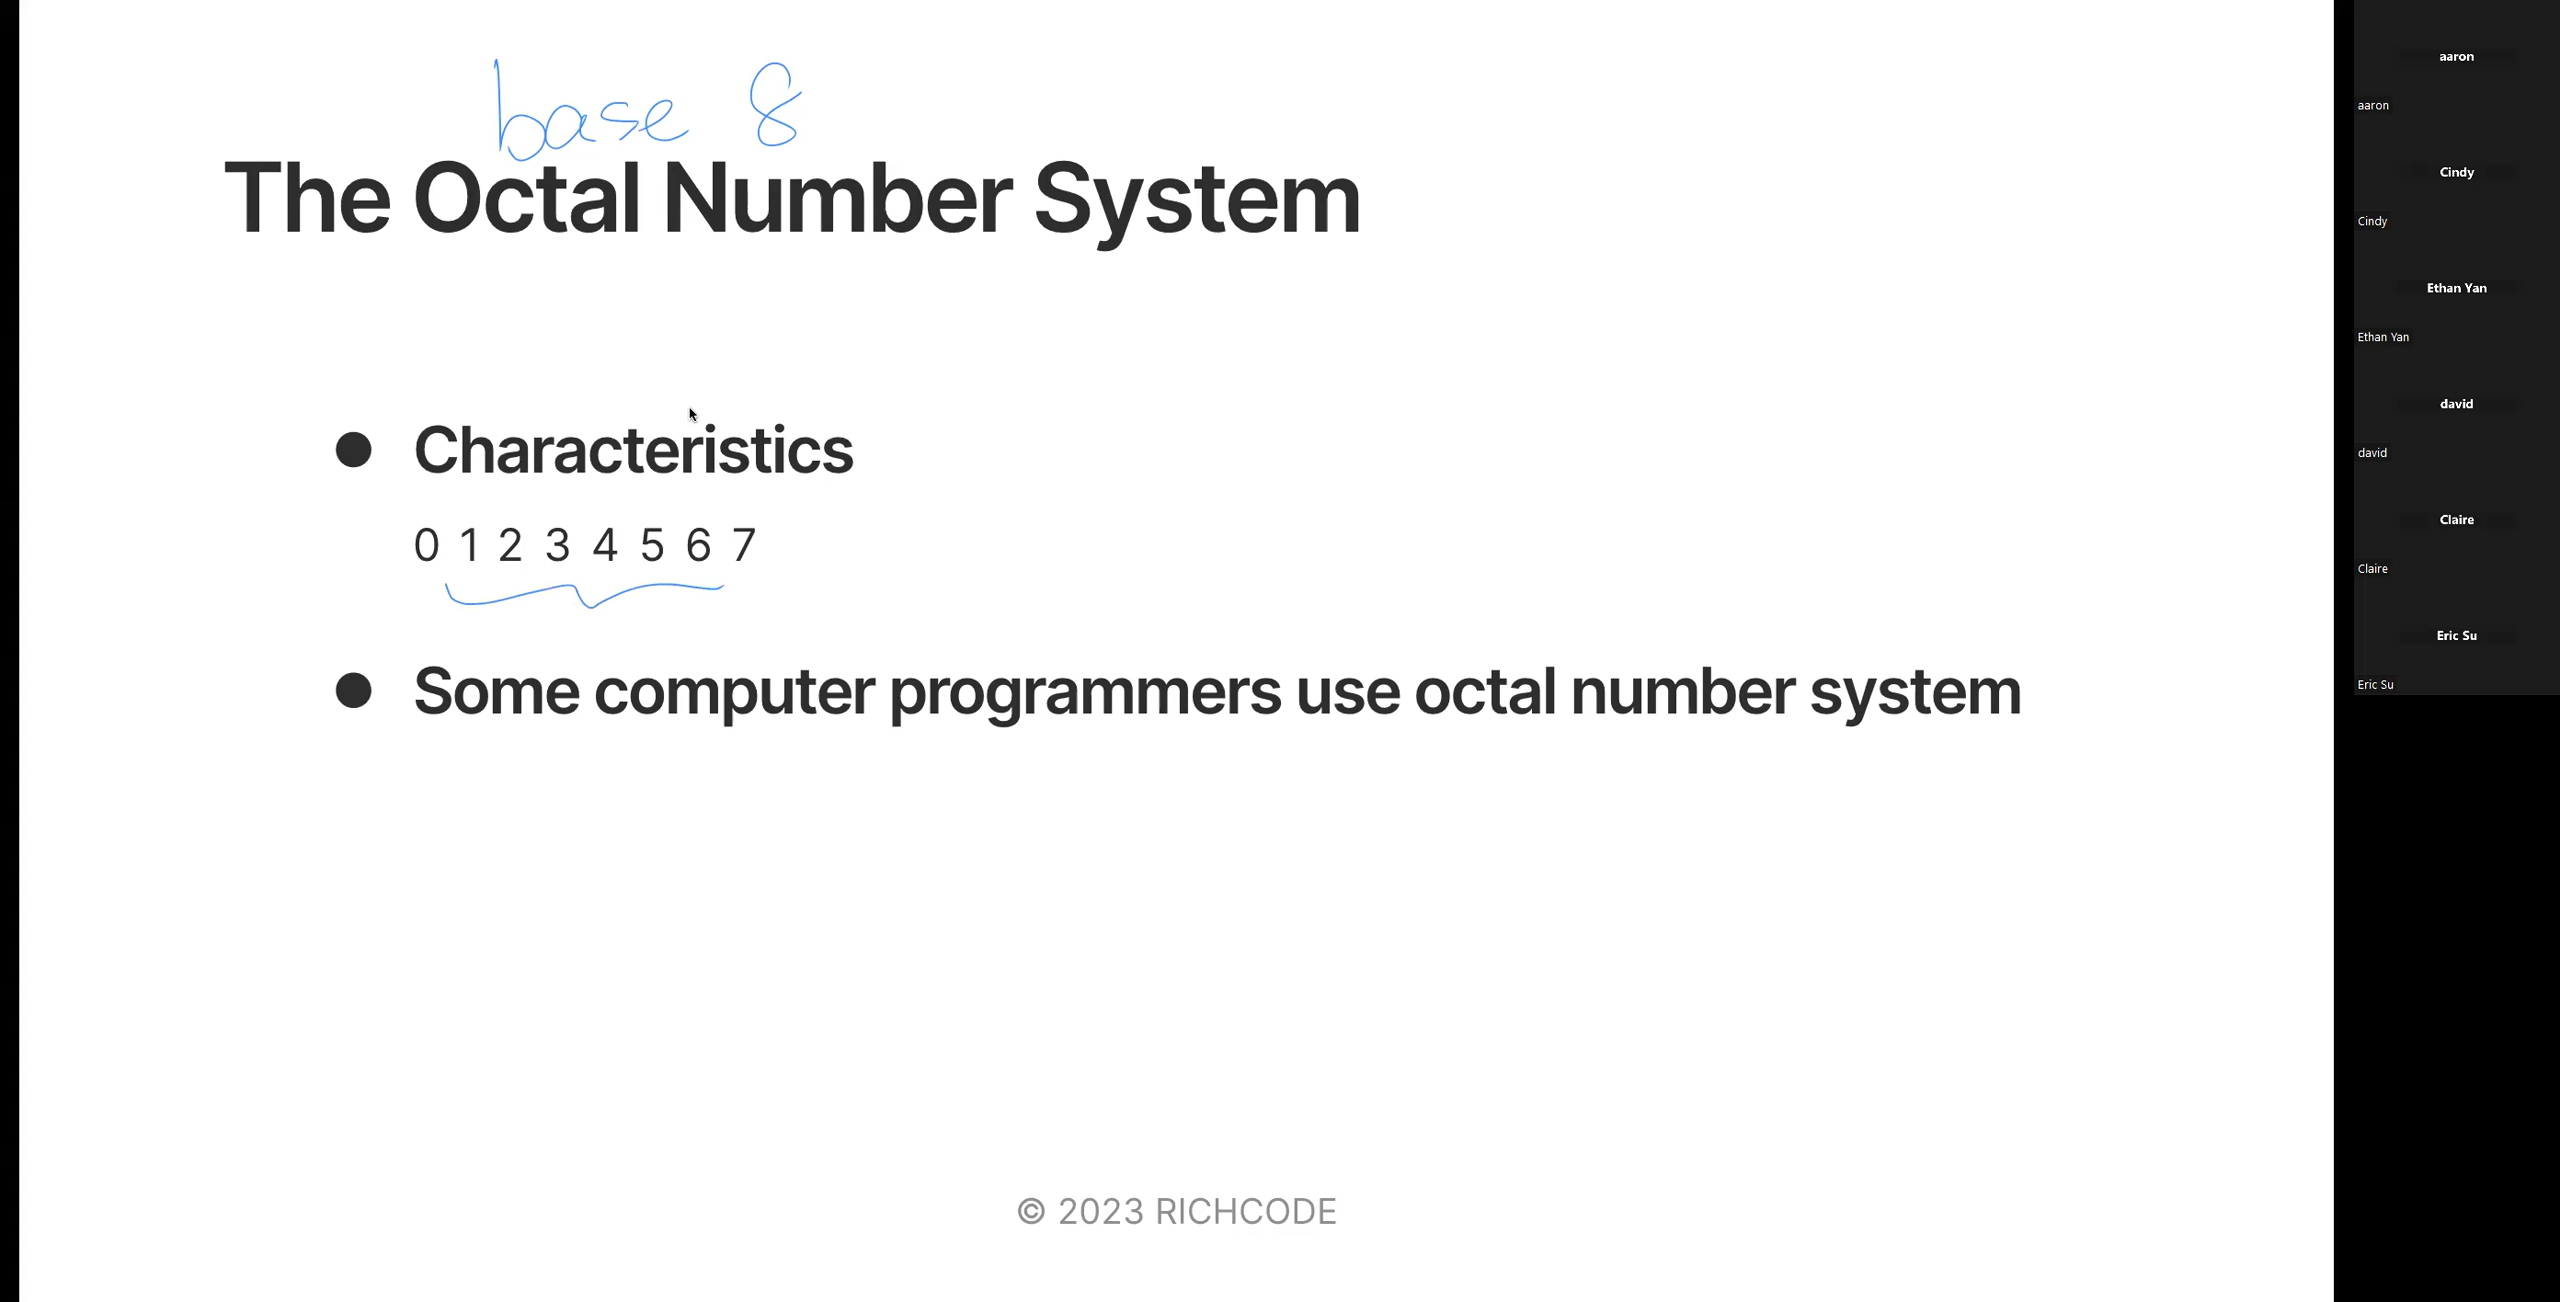 base 8
The Octal Number System
● Characteristics
0 1 2 3 4 5 6 7
● Some computer programmers use octal number system
© 2023 RICHCODE
aaron
aaron
Cindy
Cindy
Ethan Yan
Ethan Yan
david
david
Claire
Claire
Eric Su
Eric Su